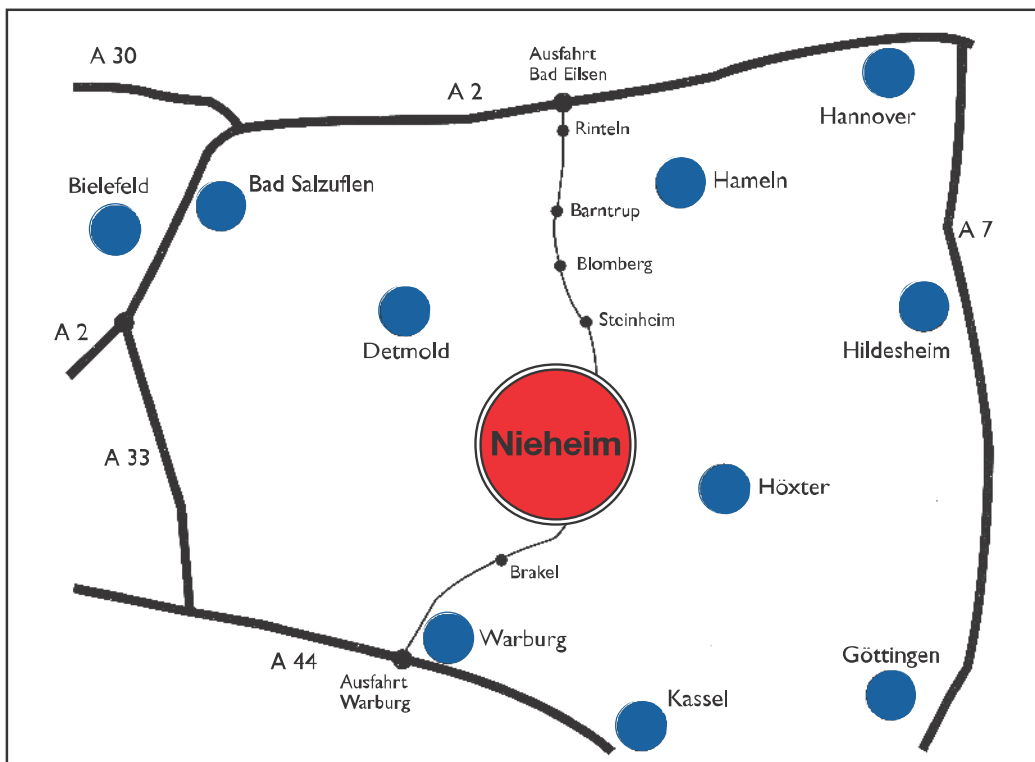 A 30
Ausfahrt
Bad Eilsen
A 2
Hannover
Rinteln
Bielefeld
Bad Salzuflen
Hameln
Barntrup
A 7
Blomberg
A 2
Steinheim
Detmold
Hildesheim
Nieheim
A 33
Höxter
Brakel
Warburg
A 44
Ausfahrt
Warburg
Göttingen
Kassel